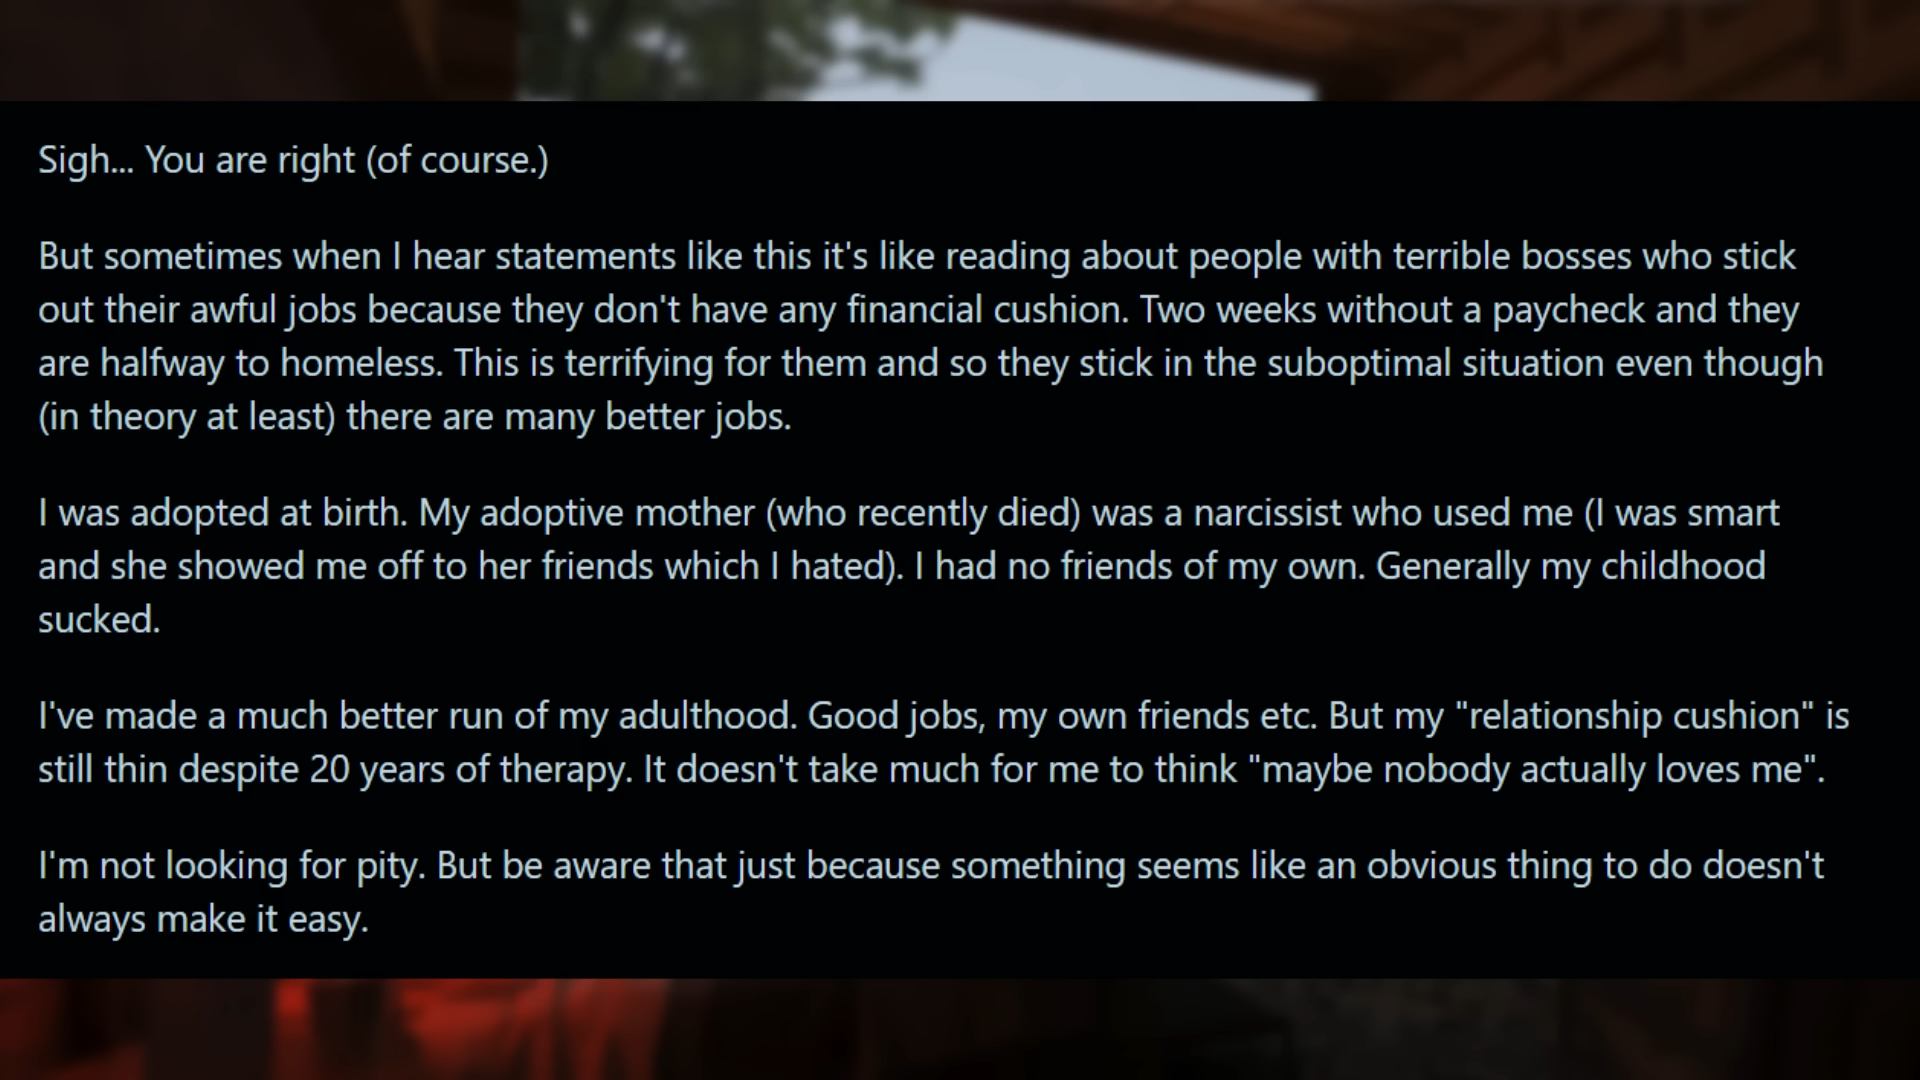 Sigh... You are right (of course.)
But sometimes when I hear statements like this it's like reading about people with terrible bosses who stick
out their awful jobs because they don't have any financial cushion. Two weeks without a paycheck and they
are halfway to homeless. This is terrifying for them and so they stick in the suboptimal situation even though
(in theory at least) there are many better jobs.
I was adopted at birth. My adoptive mother (who recently died) was a narcissist who used me (I was smart
and she showed me off to her friends which I hated). I had no friends of my own. Generally my childhood
sucked.
I've made a much better run of my adulthood. Good jobs, my own friends etc. But my "relationship cushion" is
still thin despite 20 years of therapy. It doesn't take much for me to think "maybe nobody actually loves me".
I'm not looking for pity. But be aware that just because something seems like an obvious thing to do doesn't
always make it easy.